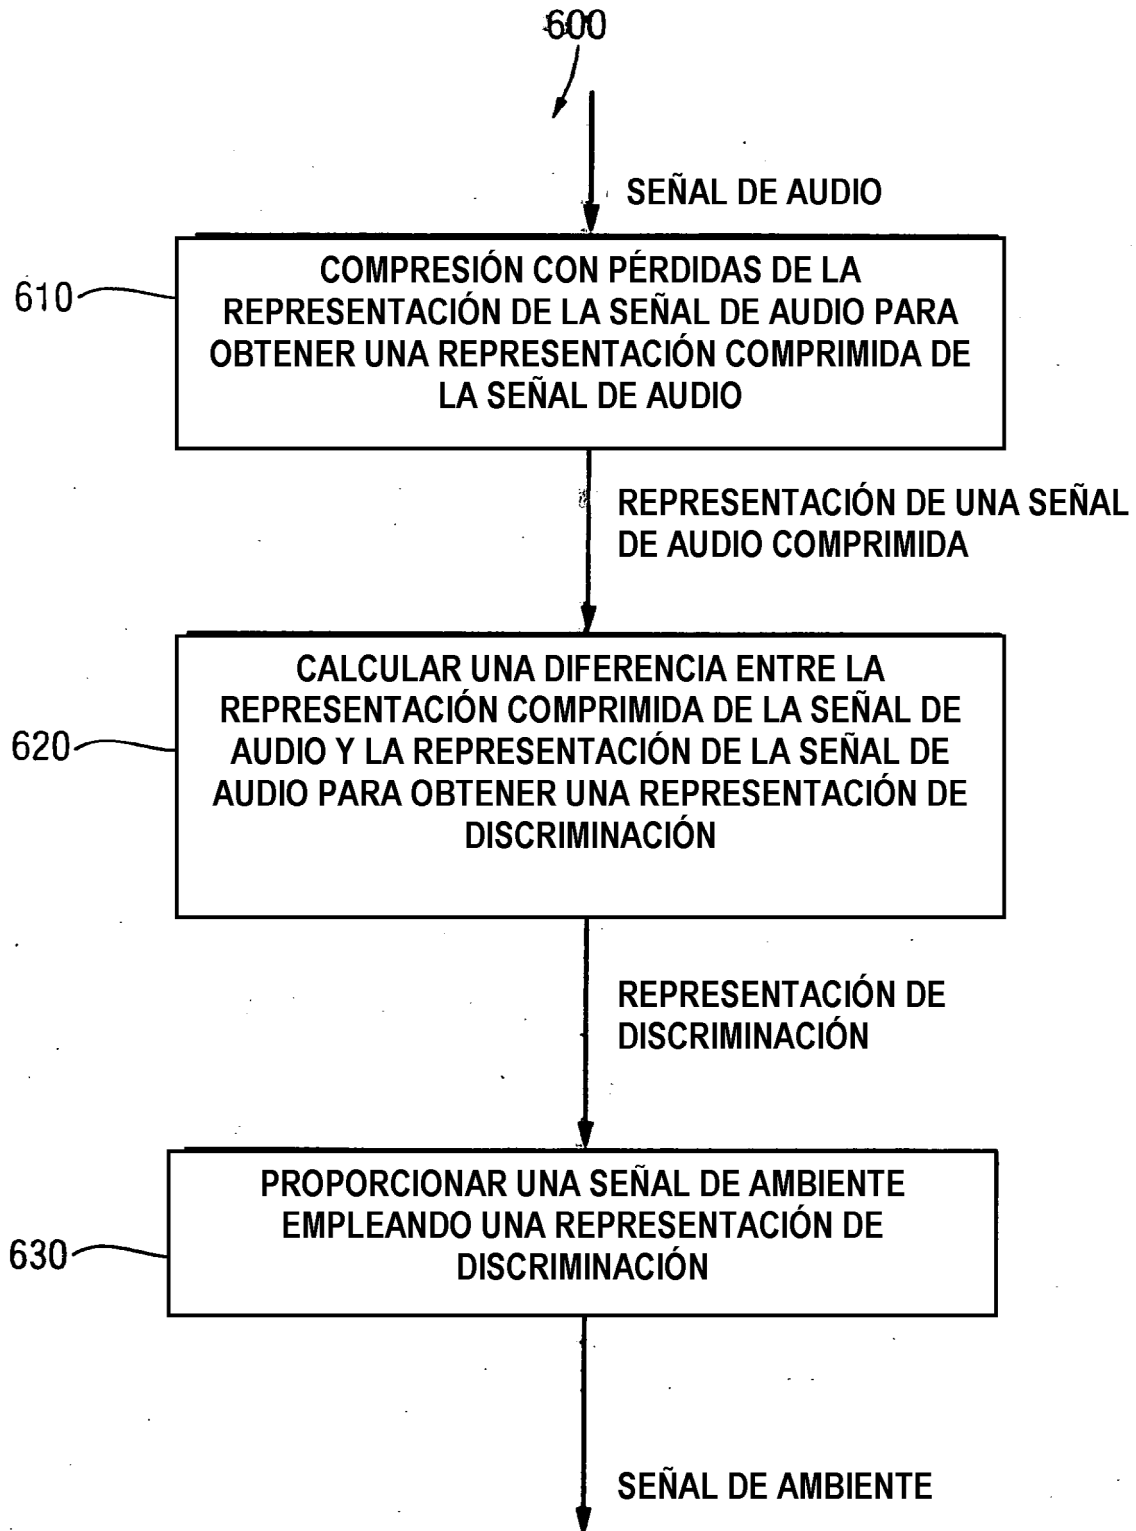 600
SEÑAL DE AUDIO
610
COMPRESIÓN CON PÉRDIDAS DE LA
REPRESENTACIÓN DE LA SEÑAL DE AUDIO PARA
OBTENER UNA REPRESENTACIÓN COMPRIMIDA DE
LA SEÑAL DE AUDIO
REPRESENTACIÓN DE UNA SEÑAL
DE AUDIO COMPRIMIDA
620
CALCULAR UNA DIFERENCIA ENTRE LA
REPRESENTACIÓN COMPRIMIDA DE LA SEÑAL DE
AUDIO Y LA REPRESENTACIÓN DE LA SEÑAL DE
AUDIO PARA OBTENER UNA REPRESENTACIÓN DE
DISCRIMINACIÓN
REPRESENTACIÓN DE
DISCRIMINACIÓN
630
PROPORCIONAR UNA SEÑAL DE AMBIENTE
EMPLEANDO UNA REPRESENTACIÓN DE
DISCRIMINACIÓN
SEÑAL DE AMBIENTE